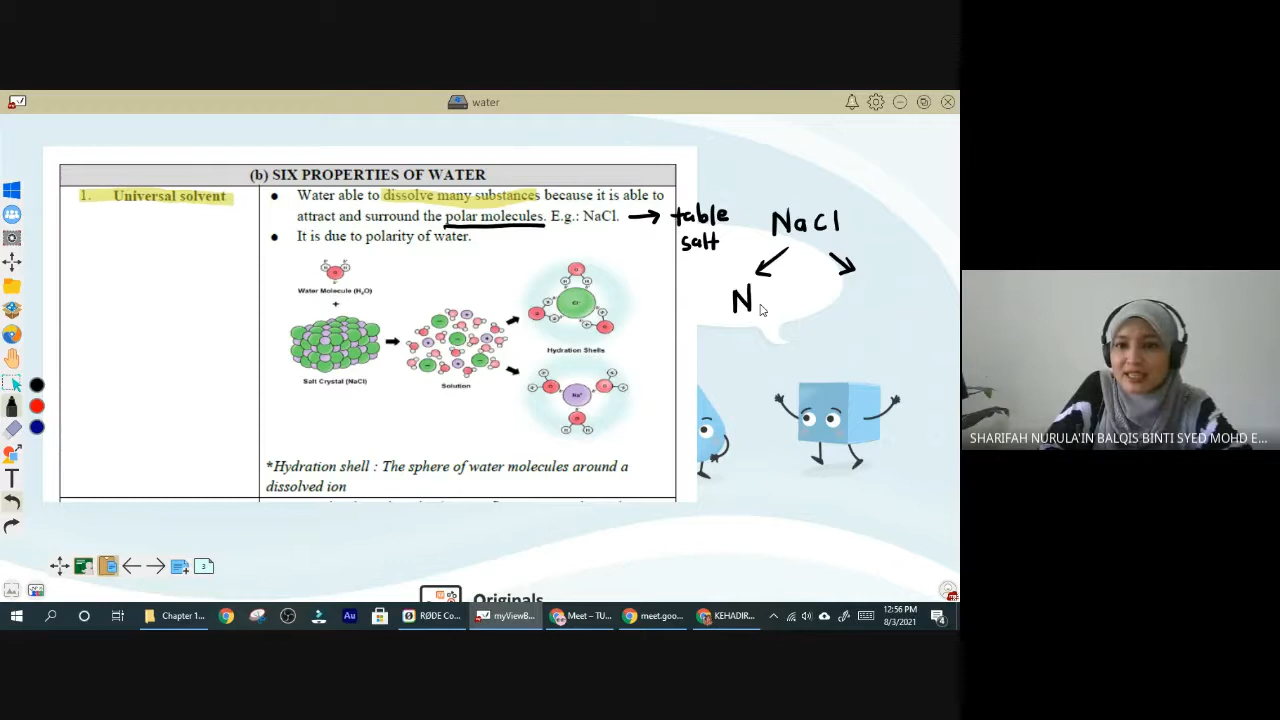 water
(b) SIX PROPERTIES OF WATER
1. Universal solvent
● Water able to dissolve many substances because it is able to
attract and surround the polar molecules. E.g.: NaCl. → table
salt
● It is due to polarity of water.
NaCl
N
Water Molecule (H₂O)
+
Salt Crystal (NaCl)
Solution
Cl⁻
Hydration Shells
Na⁺
*Hydration shell : The sphere of water molecules around a
dissolved ion
SHARIFAH NURULA'IN BALQIS BINTI SYED MOHD E...
T
3
Originals
Chapter 1...
Au
RØDE Co...
myViewB...
Meet – TU...
meet.goo...
KEHADIR...
12:56 PM
8/3/2021
4